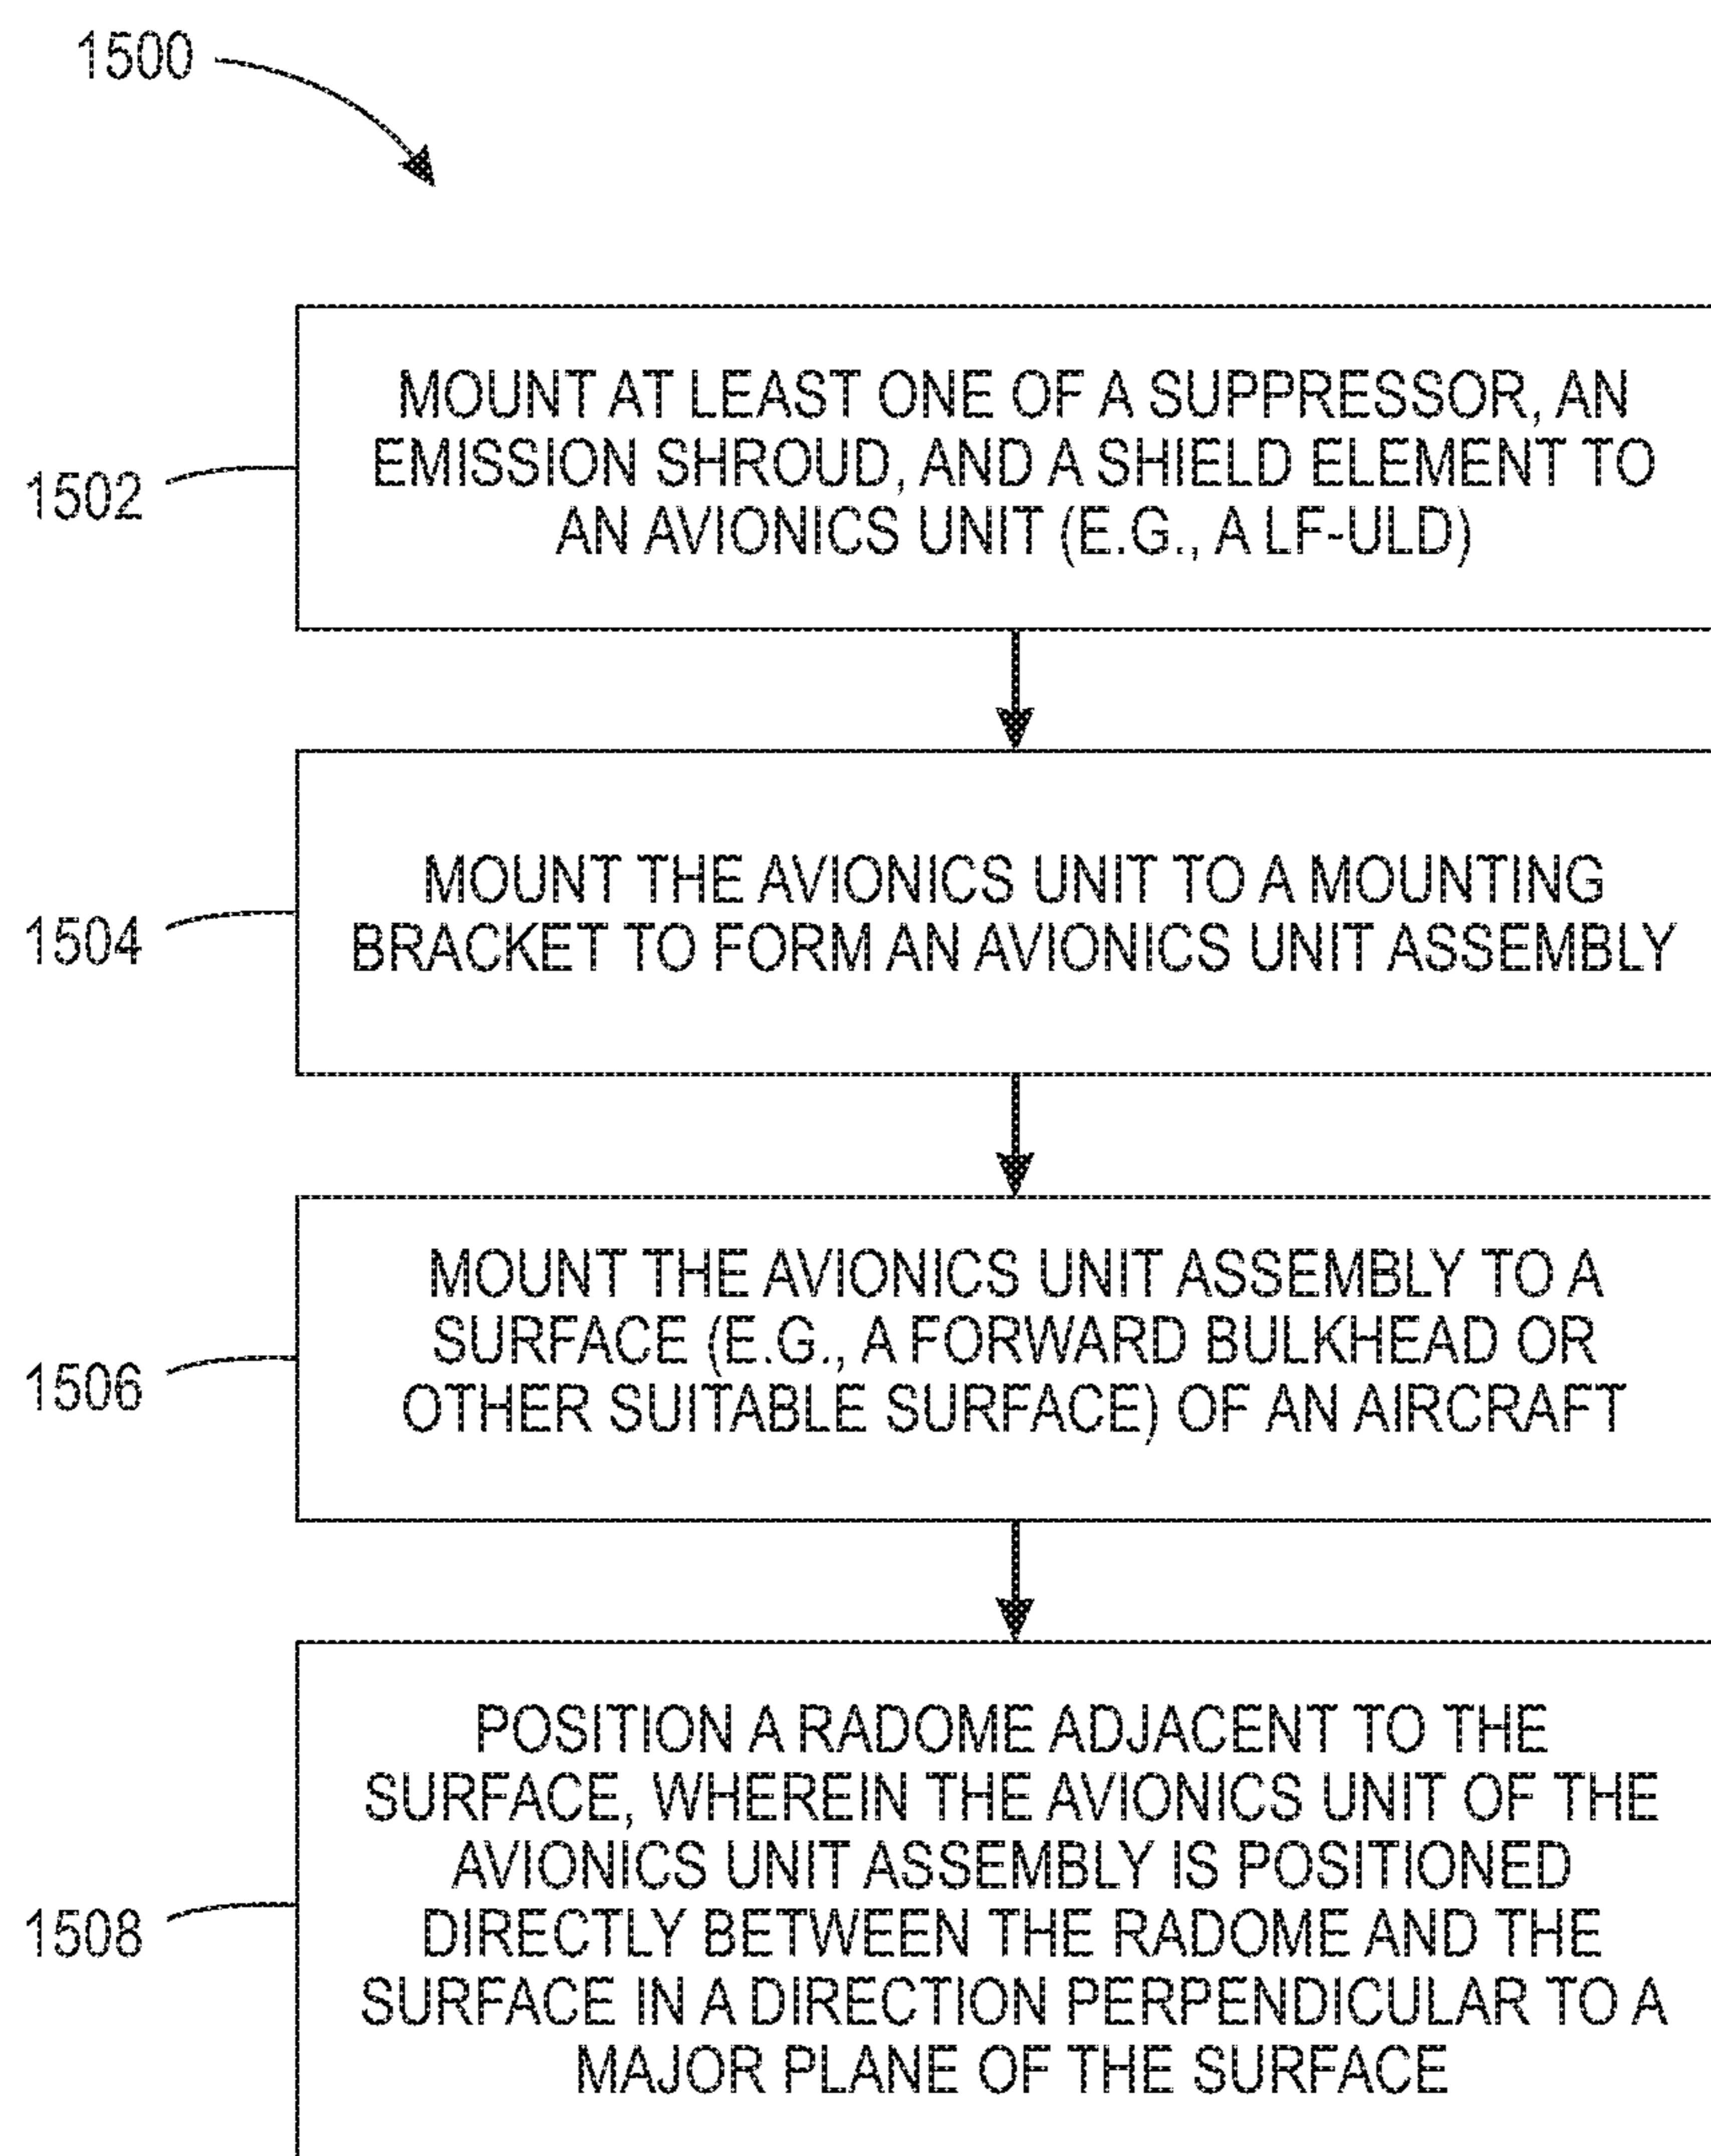 1500
1502
MOUNT AT LEAST ONE OF A SUPPRESSOR, AN
EMISSION SHROUD, AND A SHIELD ELEMENT TO
AN AVIONICS UNIT (E.G., A LF-ULD)
1504
MOUNT THE AVIONICS UNIT TO A MOUNTING
BRACKET TO FORM AN AVIONICS UNIT ASSEMBLY
1506
MOUNT THE AVIONICS UNIT ASSEMBLY TO A
SURFACE (E.G., A FORWARD BULKHEAD OR
OTHER SUITABLE SURFACE) OF AN AIRCRAFT
1508
POSITION A RADOME ADJACENT TO THE
SURFACE, WHEREIN THE AVIONICS UNIT OF THE
AVIONICS UNIT ASSEMBLY IS POSITIONED
DIRECTLY BETWEEN THE RADOME AND THE
SURFACE IN A DIRECTION PERPENDICULAR TO A
MAJOR PLANE OF THE SURFACE